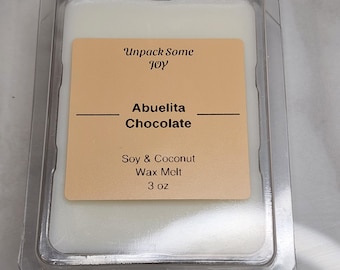 Unpack Some
JOY
Abuelita
Chocolate
Soy & Coconut
Wax Melt
3 oz